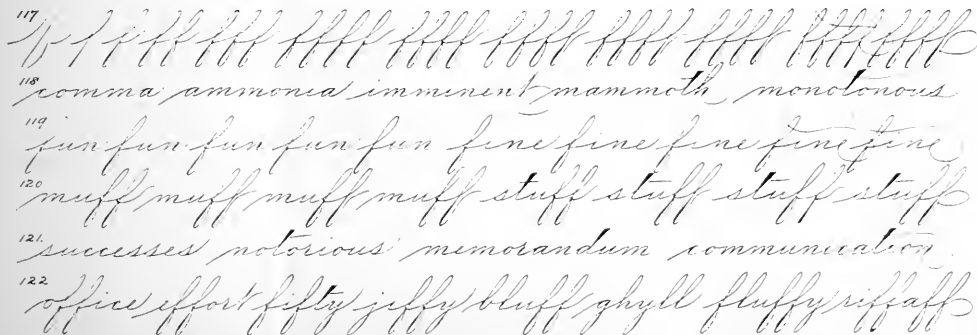 117 ff fff ffff ffff ffff ffff ffff ffff ffff
118 comma ammonia imminent mammoth monotonous
119 fun fun fun fun fun fine fine fine fine fine
120 muff muff muff muff stuff stuff stuff stuff
121. successes notorious memorandum communication
122 office effort fifty jiffy bluff ghyll fluffy riffaff